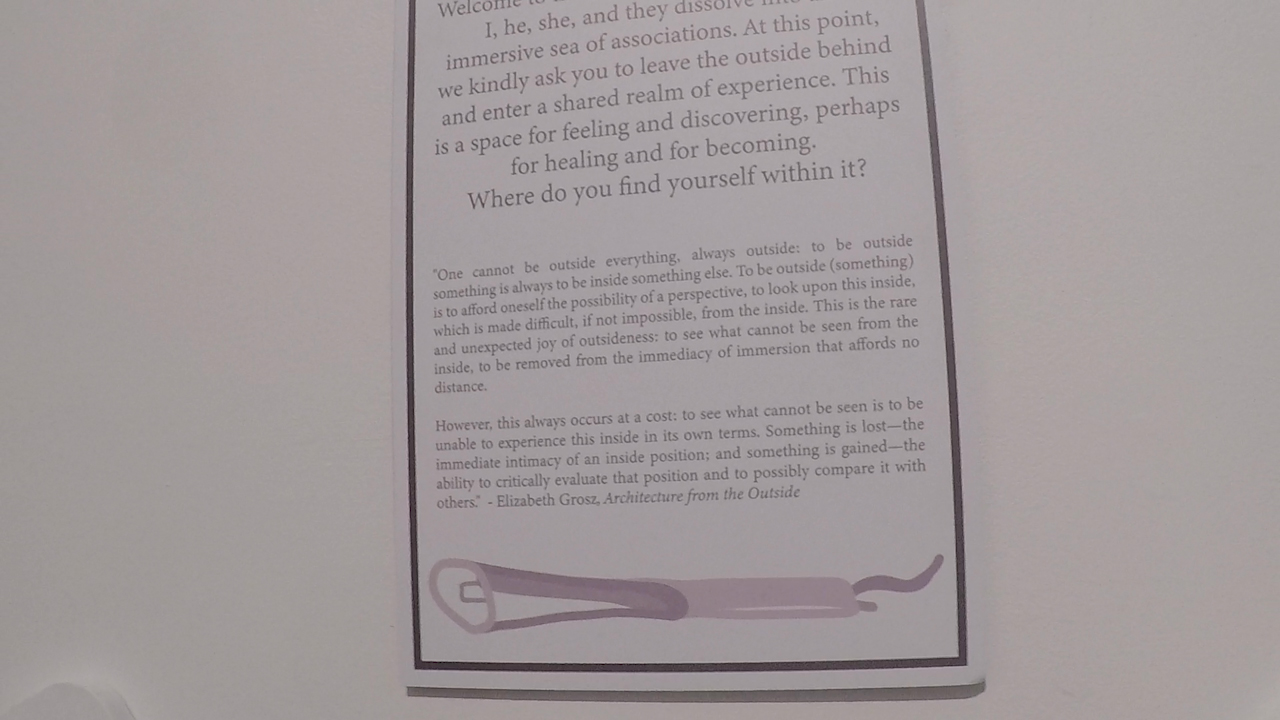 Welcome to
I, he, she, and they dissolve into
immersive sea of associations. At this point,
we kindly ask you to leave the outside behind
and enter a shared realm of experience. This
is a space for feeling and discovering, perhaps
for healing and for becoming.
Where do you find yourself within it?
"One cannot be outside everything, always outside: to be outside
something is always to be inside something else. To be outside (something)
is to afford oneself the possibility of a perspective, to look upon this inside,
which is made difficult, if not impossible, from the inside. This is the rare
and unexpected joy of outsideness: to see what cannot be seen from the
inside, to be removed from the immediacy of immersion that affords no
distance.
However, this always occurs at a cost: to see what cannot be seen is to be
unable to experience this inside in its own terms. Something is lost—the
immediate intimacy of an inside position; and something is gained—the
ability to critically evaluate that position and to possibly compare it with
others." - Elizabeth Grosz, Architecture from the Outside